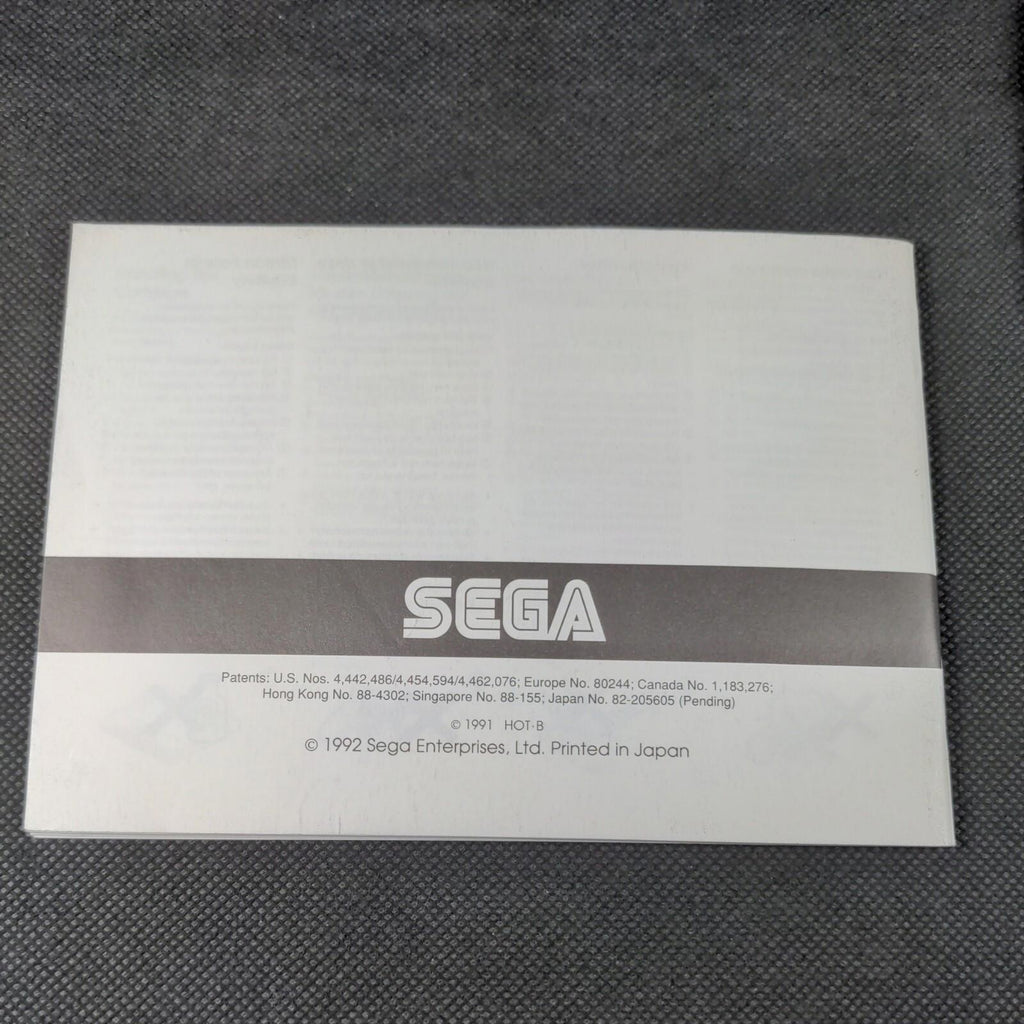 SEGA
Patents: U.S. Nos. 4,442,486/4,454,594/4,462,076; Europe No. 80244; Canada No. 1,183,276;
Hong Kong No. 88-4302; Singapore No. 88-155; Japan No. 82-205605 (Pending)
© 1991 HOT·B
© 1992 Sega Enterprises, Ltd. Printed in Japan